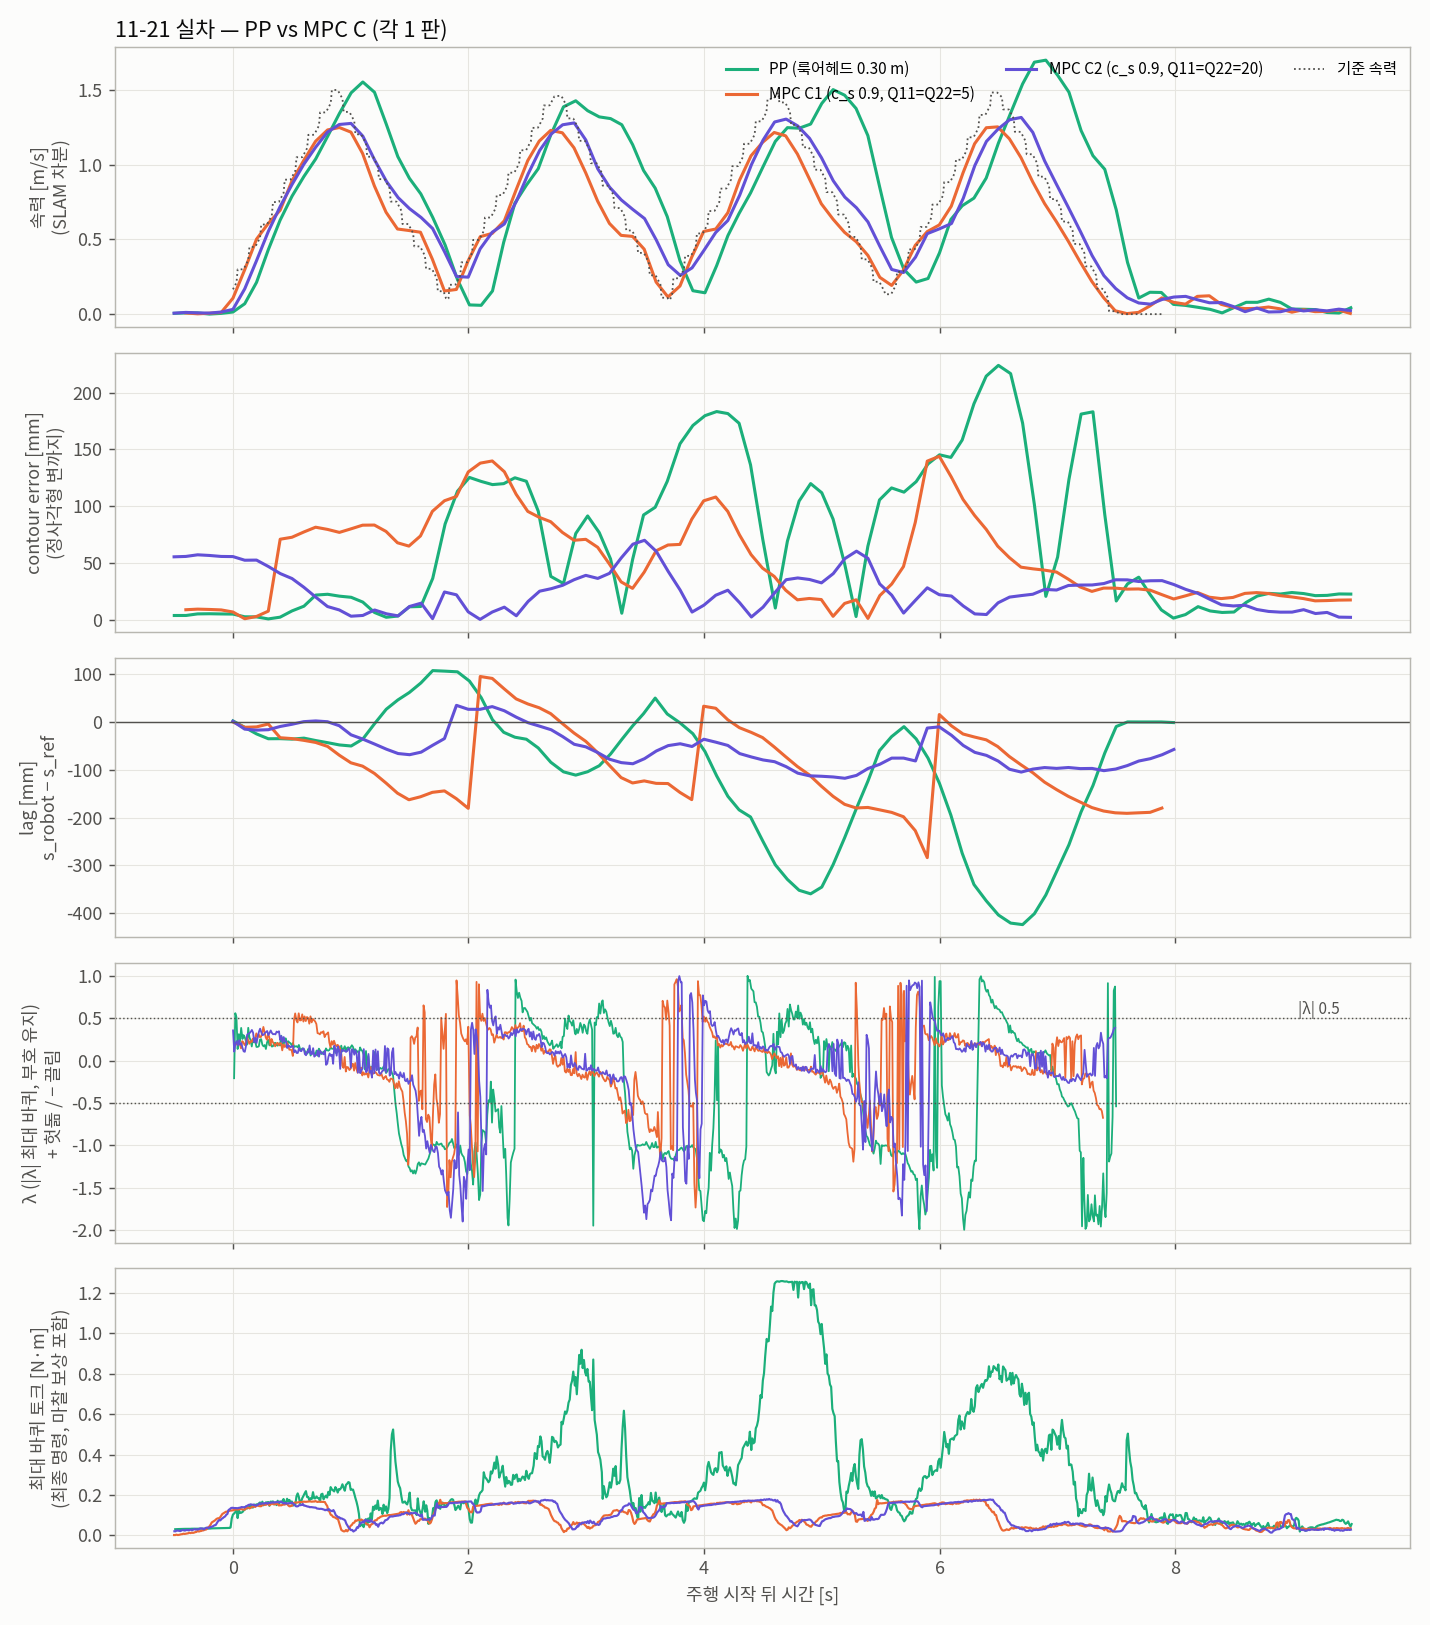 11-21 실차 — PP vs MPC C (각 1 판)
PP (룩어헤드 0.30 m)
MPC C1 (c_s 0.9, Q11=Q22=5)
MPC C2 (c_s 0.9, Q11=Q22=20)
기준 속력
속력 [m/s]
(SLAM 차분)
1.5
1.0
0.5
0.0
contour error [mm]
(정사각형 변까지)
200
150
100
50
0
lag [mm]
s_robot − s_ref
100
0
-100
-200
-300
-400
λ (|λ| 최대 바퀴, 부호 유지)
+ 헛돎 / − 끌림
1.0
0.5
0.0
-0.5
-1.0
-1.5
-2.0
|λ| 0.5
최대 바퀴 토크 [N·m]
(최종 명령, 마찰 보상 포함)
1.2
1.0
0.8
0.6
0.4
0.2
0.0
0 2 4 6 8
주행 시작 뒤 시간 [s]